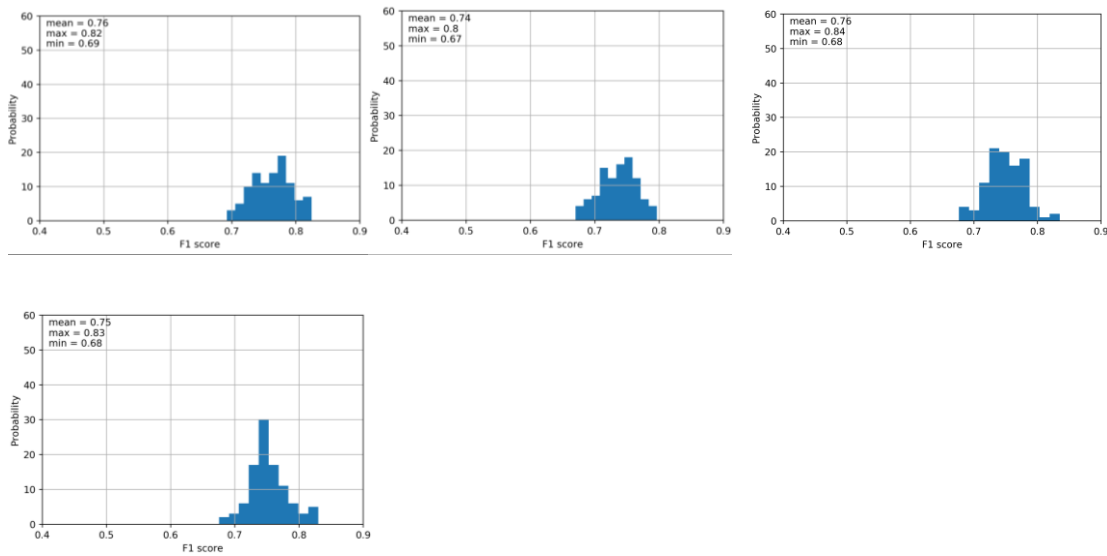 mean = 0.76
max = 0.82
min = 0.69
60
50
40
30
20
10
0
Probability
0.4 0.5 0.6 0.7 0.8 0.9
F1 score
mean = 0.74
max = 0.8
min = 0.67
60
50
40
30
20
10
0
Probability
0.4 0.5 0.6 0.7 0.8 0.9
F1 score
mean = 0.76
max = 0.84
min = 0.68
60
50
40
30
20
10
0
Probability
0.4 0.5 0.6 0.7 0.8 0.9
F1 score
mean = 0.75
max = 0.83
min = 0.68
60
50
40
30
20
10
0
Probability
0.4 0.5 0.6 0.7 0.8 0.9
F1 score